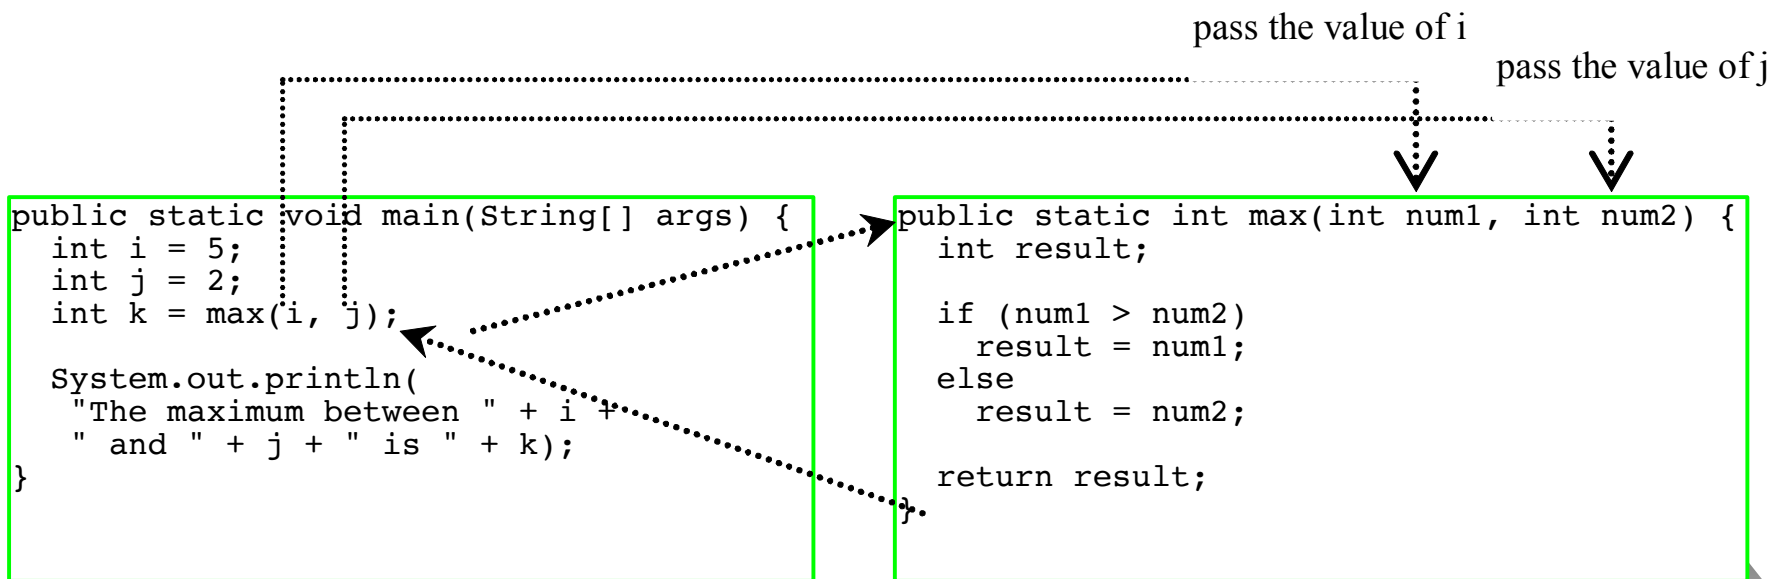 pass the value of i
pass the value of j
public static void main(String[] args) {
  int i = 5;
  int j = 2;
  int k = max(i, j);

  System.out.println(
   "The maximum between " + i +
   " and " + j + " is " + k);
}
public static int max(int num1, int num2) {
  int result;

  if (num1 > num2)
    result = num1;
  else
    result = num2;

  return result;
}